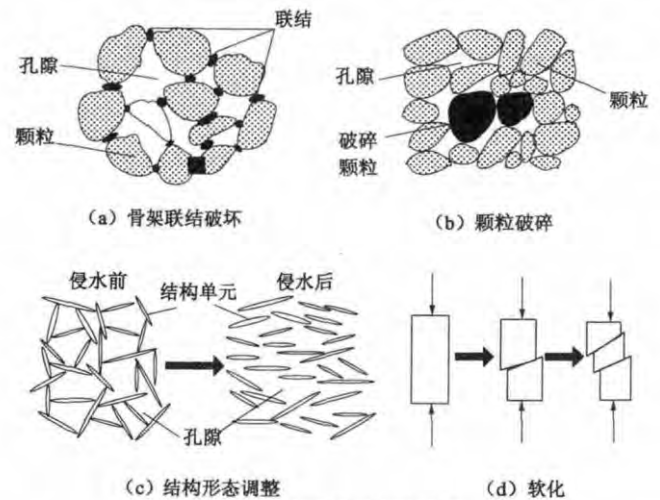 联结
孔隙
颗粒
(a) 骨架联结破坏
孔隙
颗粒
破碎
颗粒
(b) 颗粒破碎
侵水前
结构单元
侵水后
孔隙
(c) 结构形态调整
(d) 软化